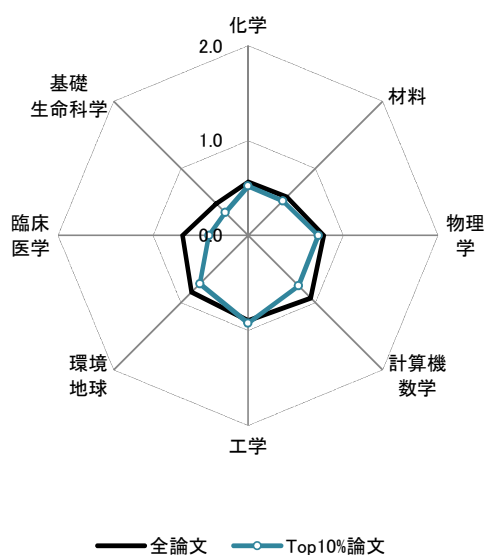 化学
2.0
基礎
生命科学
材料
1.0
臨床
医学
0.0
物理
学
環境
地球
計算機
数学
工学
全論文
Top10%論文